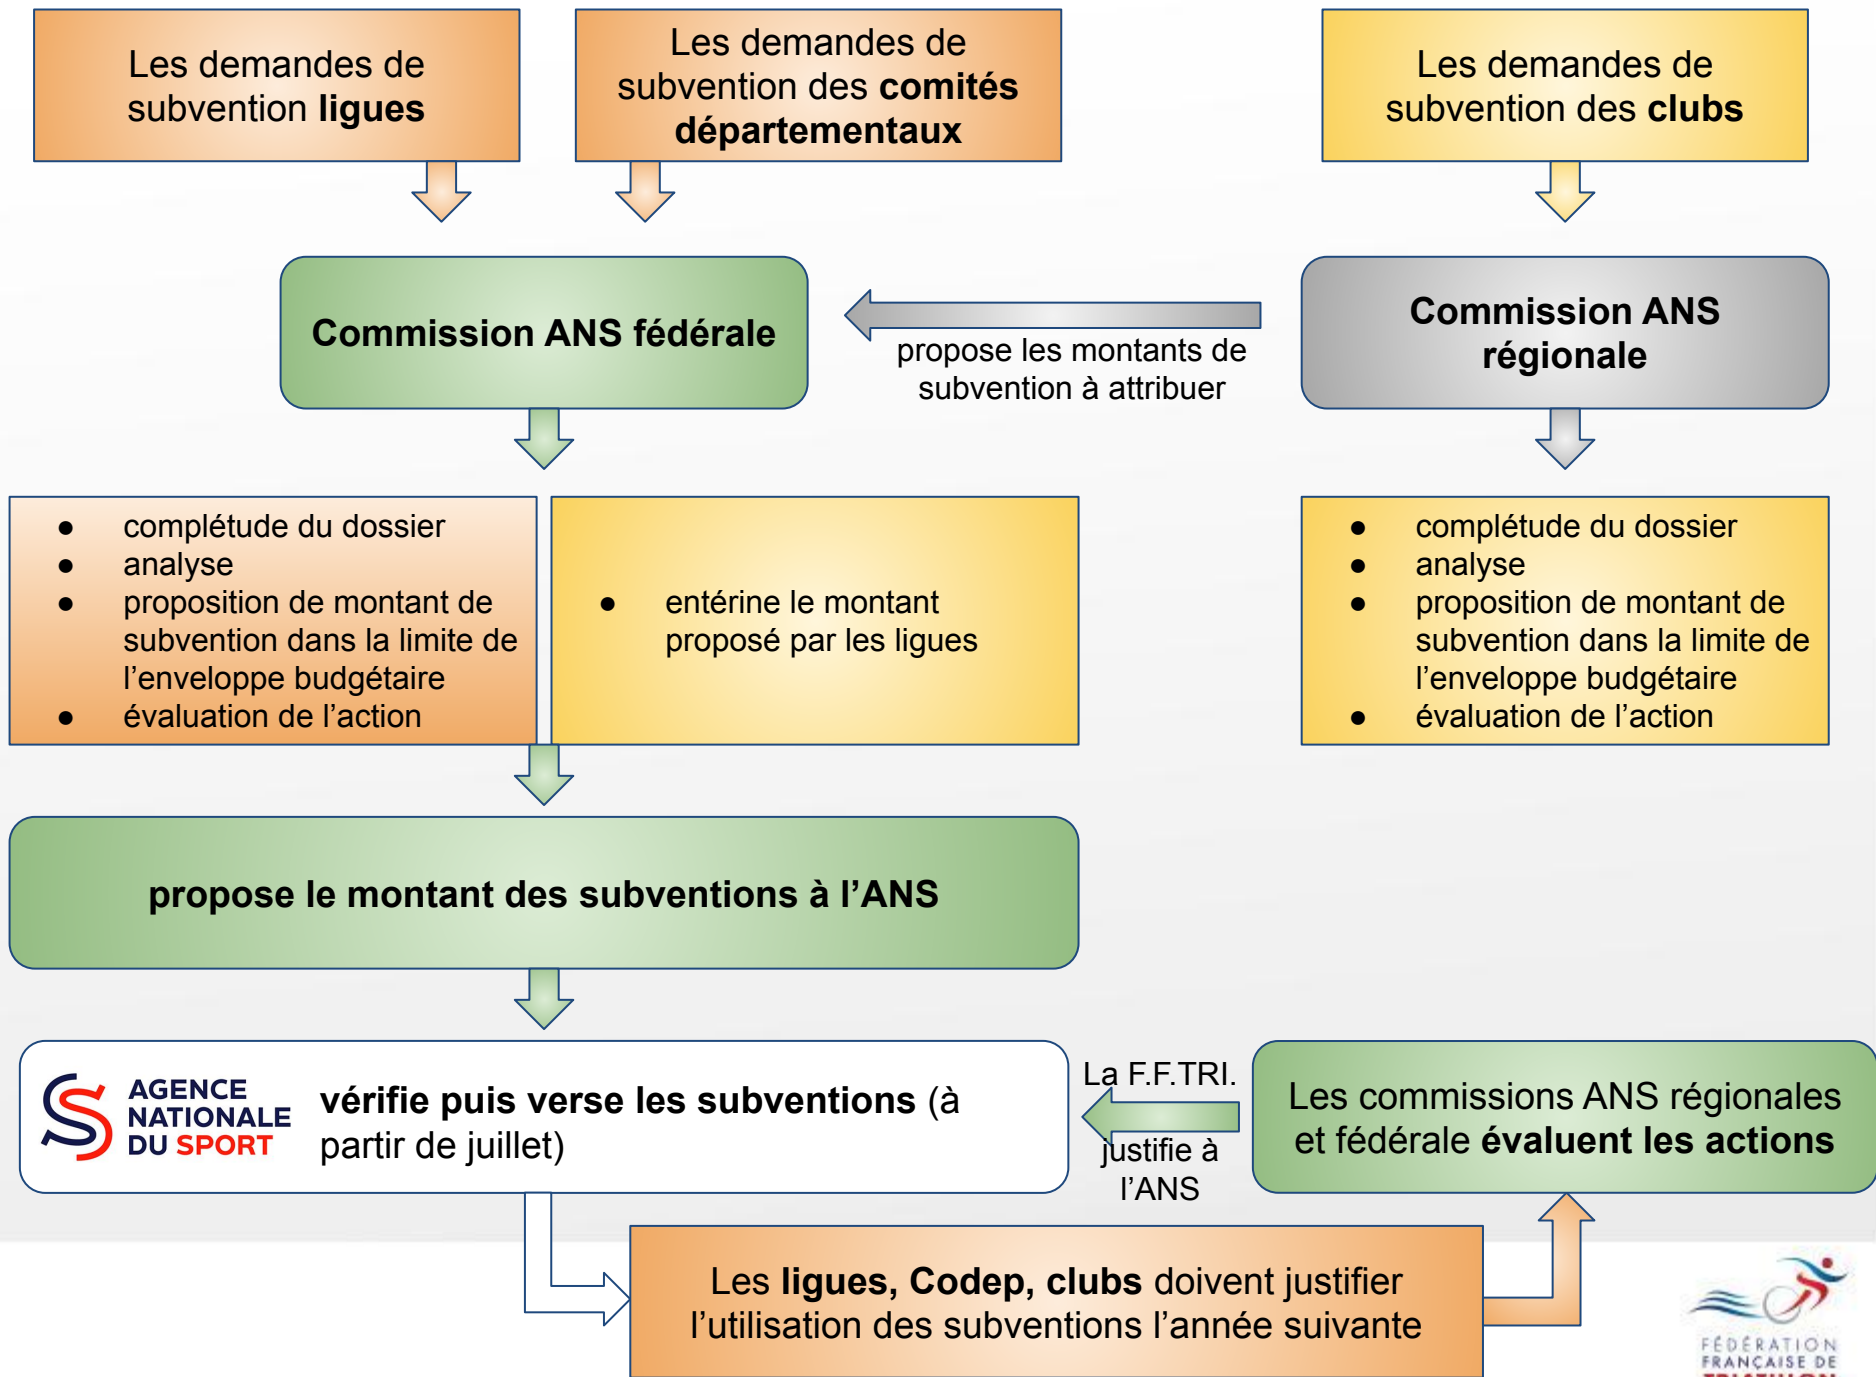 Les demandes de
subvention ligues
Les demandes de
subvention des comités
départementaux
Les demandes de
subvention des clubs
Commission ANS fédérale
propose les montants de
subvention à attribuer
Commission ANS
régionale
● complétude du dossier
● analyse
● proposition de montant de
subvention dans la limite de
l’enveloppe budgétaire
● évaluation de l’action
● entérine le montant
proposé par les ligues
● complétude du dossier
● analyse
● proposition de montant de
subvention dans la limite de
l’enveloppe budgétaire
● évaluation de l’action
propose le montant des subventions à l’ANS
AGENCE
NATIONALE
DU SPORT
vérifie puis verse les subventions (à
partir de juillet)
La F.F.TRI.
justifie à
l’ANS
Les commissions ANS régionales
et fédérale évaluent les actions
Les ligues, Codep, clubs doivent justifier
l’utilisation des subventions l’année suivante
FÉDÉRATION
FRANÇAISE DE
TRIATHLON